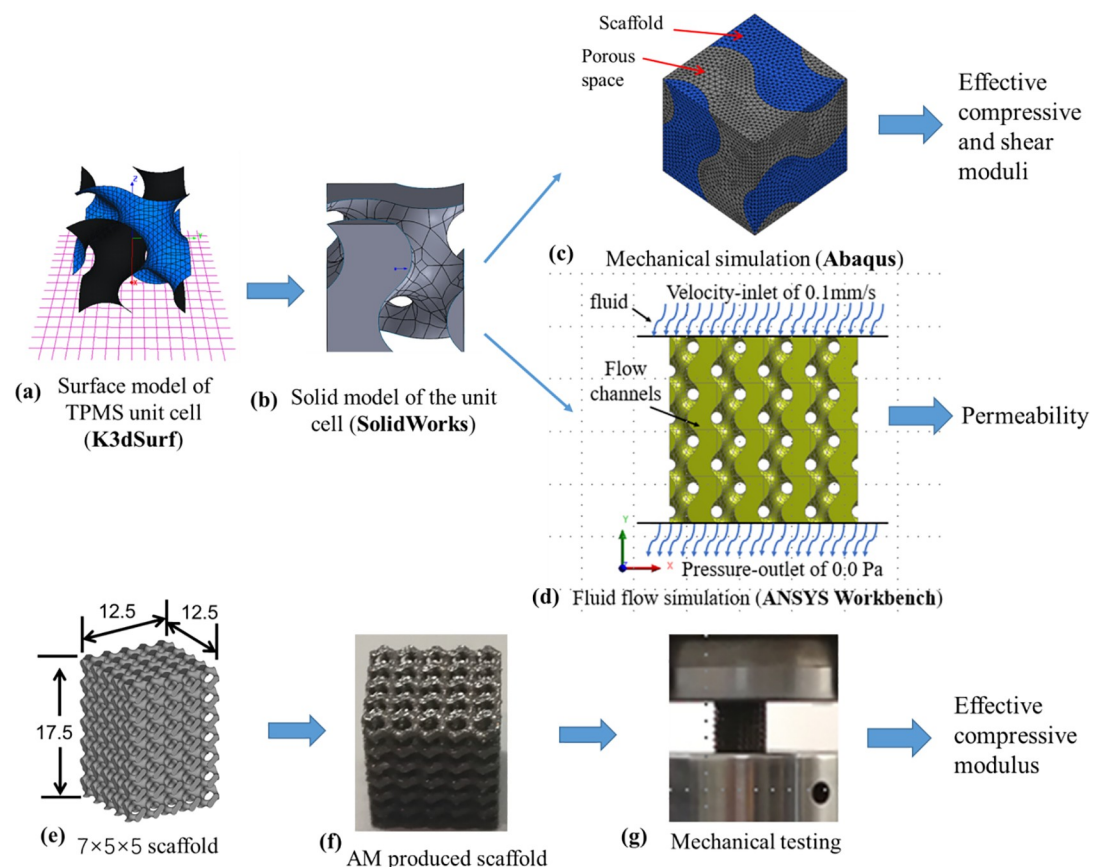 Scaffold
Porous
space
Effective
compressive
and shear
moduli
(c)
Mechanical simulation (Abaqus)
Z
Y
X
(a)
Surface model of
TPMS unit cell
(K3dSurf)
(b)
Solid model of the unit
cell (SolidWorks)
fluid
Velocity-inlet of 0.1mm/s
Flow
channels
Permeability
Y
X
Z
Pressure-outlet of 0.0 Pa
(d)
Fluid flow simulation (ANSYS Workbench)
12.5
12.5
17.5
(e)
7×5×5 scaffold
(f)
AM produced scaffold
(g)
Mechanical testing
Effective
compressive
modulus